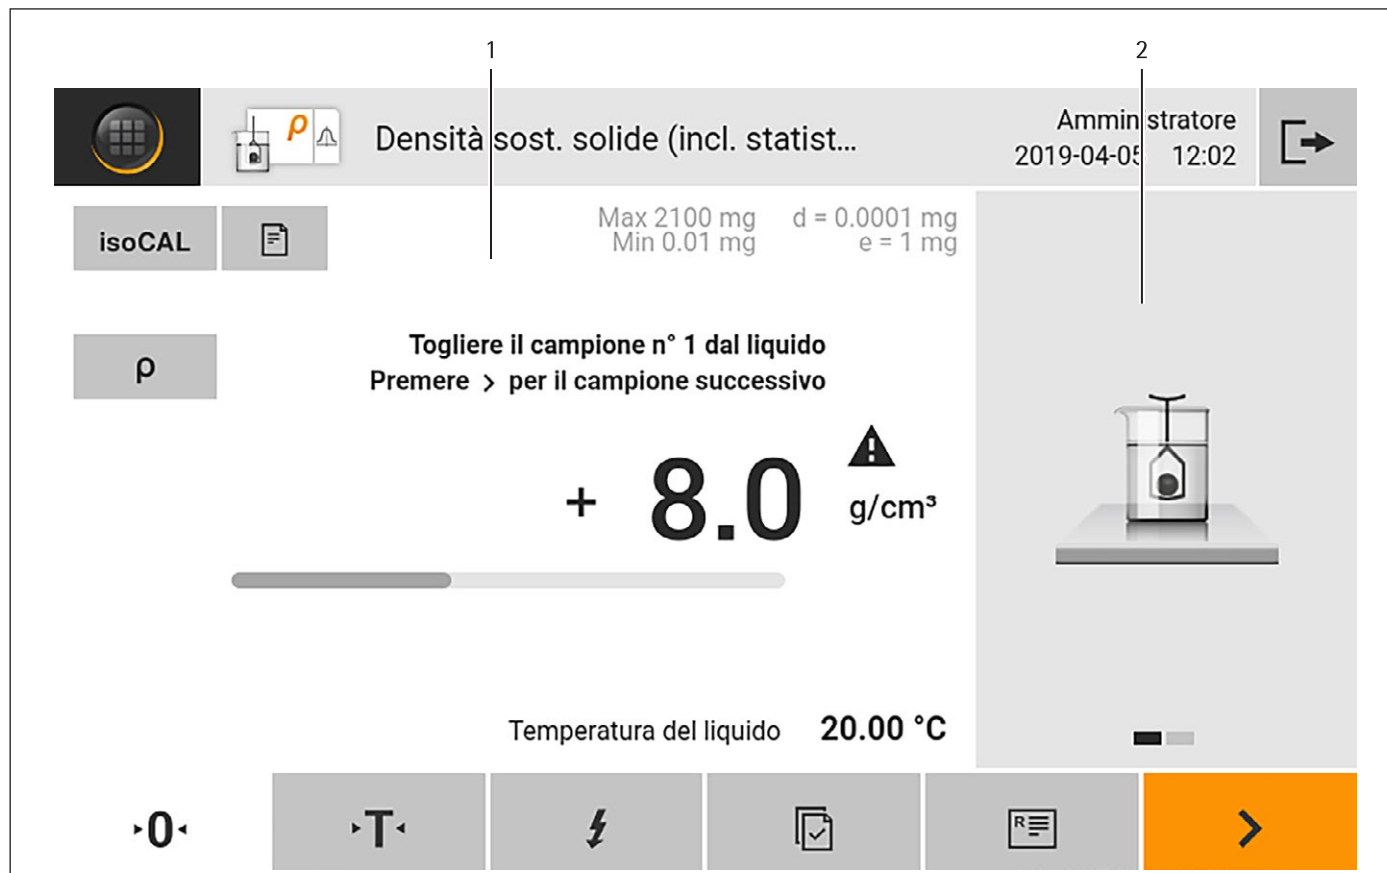 1
2
ρ
Densità sost. solide (incl. statist...
Amministratore
2019-04-05 12:02
isoCAL
Max 2100 mg d = 0.0001 mg
Min 0.01 mg e = 1 mg
ρ
Togliere il campione n° 1 dal liquido
Premere > per il campione successivo
+ 8.0 g/cm³
Temperatura del liquido 20.00 °C
0
T
R